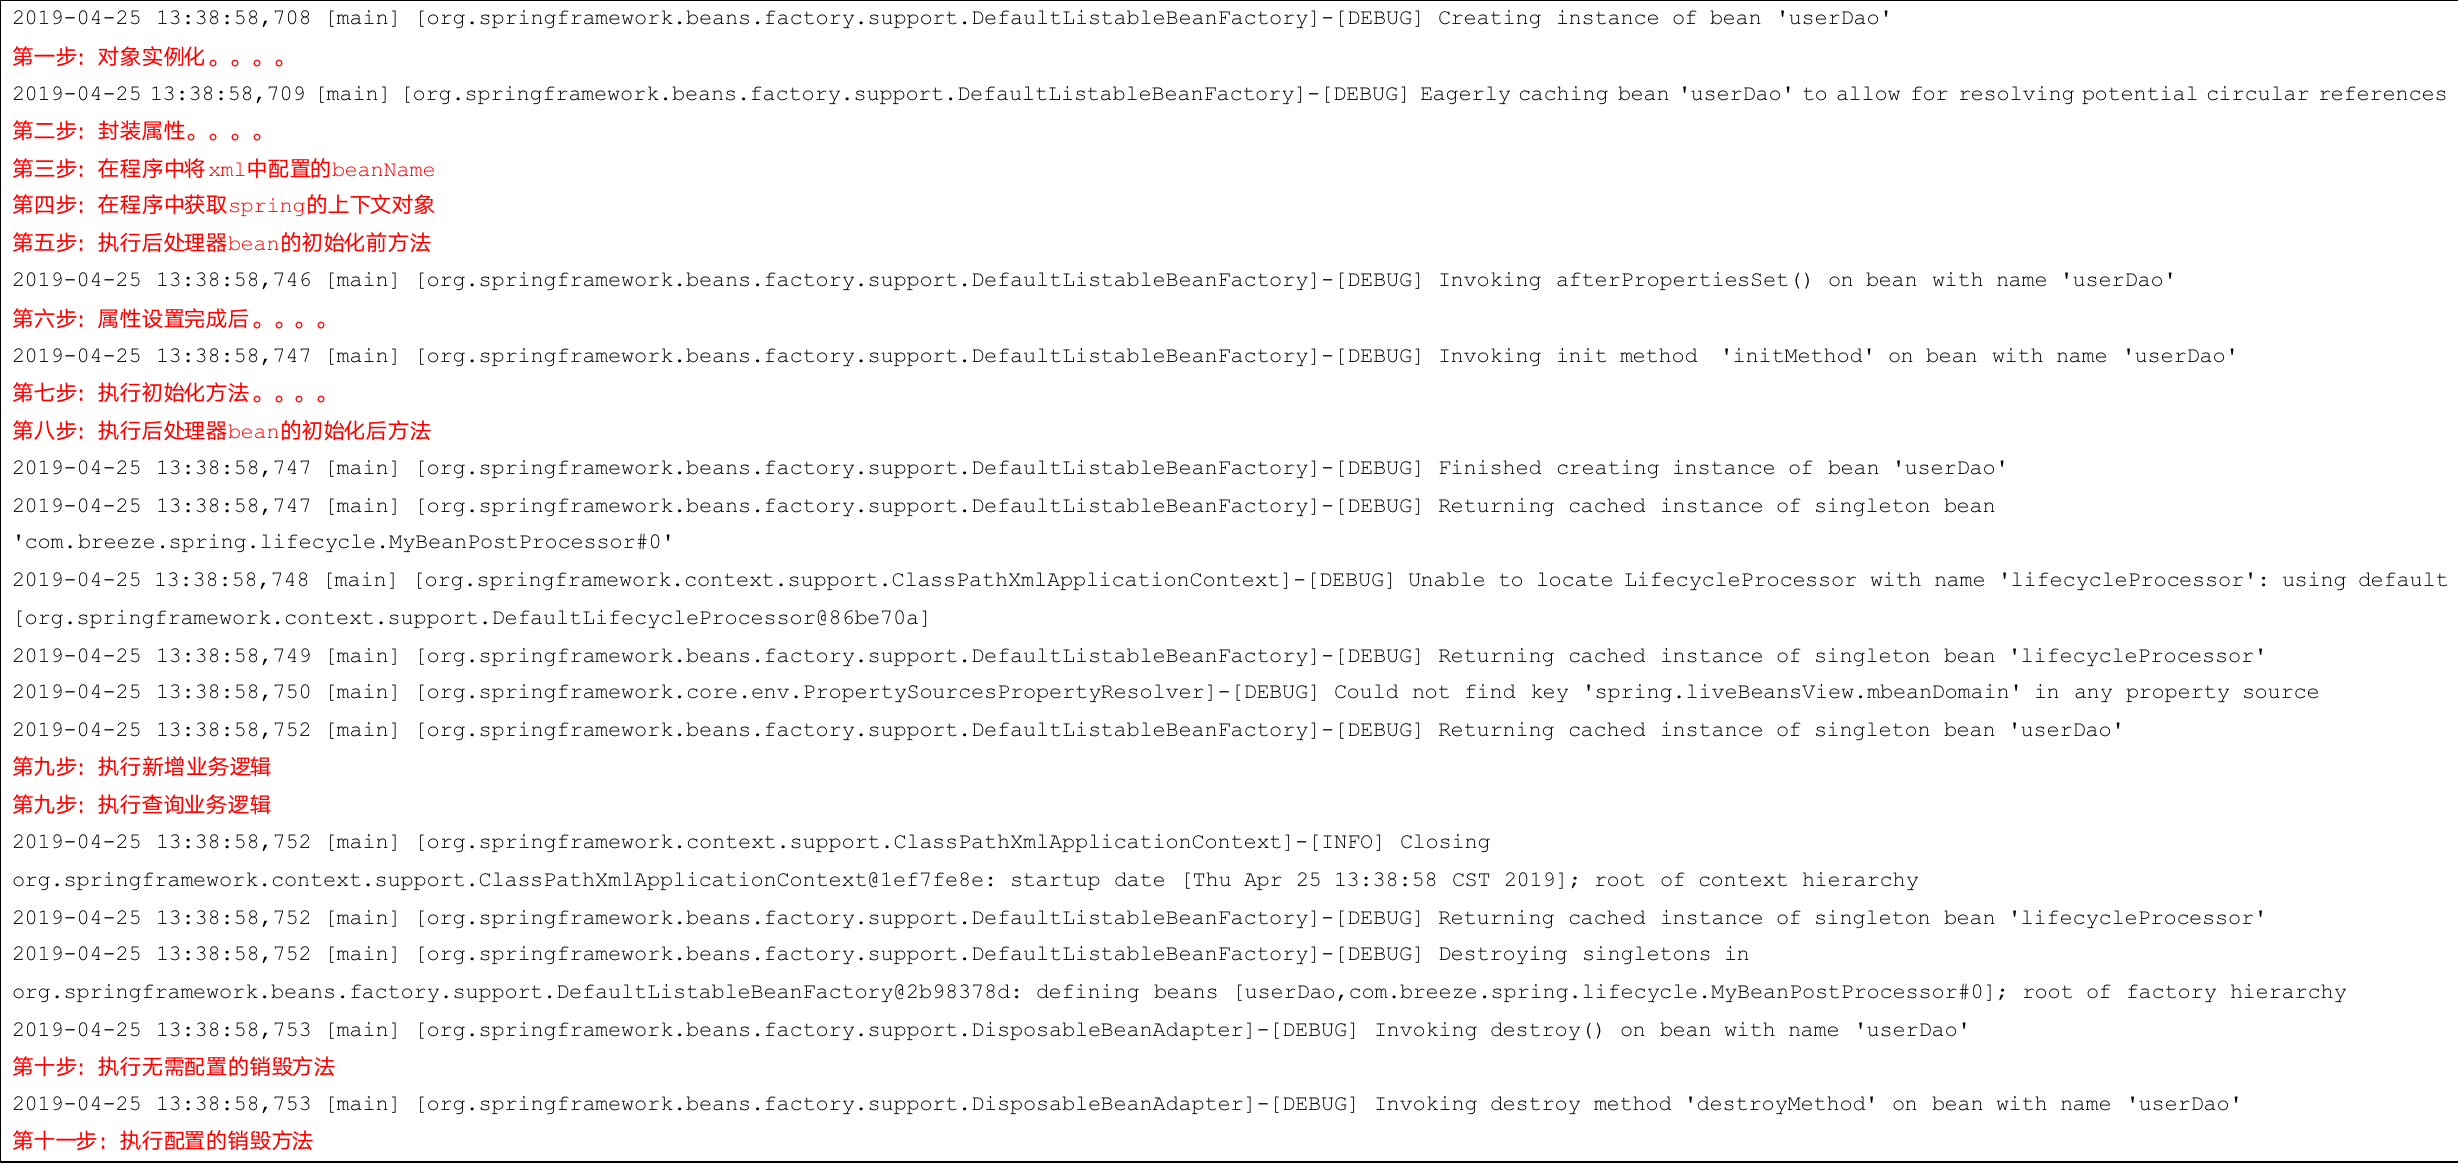 2019-04-25 13:38:58,708 [main] [org.springframework.beans.factory.support.DefaultListableBeanFactory]-[DEBUG] Creating instance of bean 'userDao'
第一步：对象实例化。。。。
2019-04-25 13:38:58,709 [main] [org.springframework.beans.factory.support.DefaultListableBeanFactory]-[DEBUG] Eagerly caching bean 'userDao' to allow for resolving potential circular references
第二步：封装属性。。。。
第三步：在程序中将xml中配置的beanName
第四步：在程序中获取spring的上下文对象
第五步：执行后处理器bean的初始化前方法
2019-04-25 13:38:58,746 [main] [org.springframework.beans.factory.support.DefaultListableBeanFactory]-[DEBUG] Invoking afterPropertiesSet() on bean with name 'userDao'
第六步：属性设置完成后。。。。
2019-04-25 13:38:58,747 [main] [org.springframework.beans.factory.support.DefaultListableBeanFactory]-[DEBUG] Invoking init method  'initMethod' on bean with name 'userDao'
第七步：执行初始化方法。。。。
第八步：执行后处理器bean的初始化后方法
2019-04-25 13:38:58,747 [main] [org.springframework.beans.factory.support.DefaultListableBeanFactory]-[DEBUG] Finished creating instance of bean 'userDao'
2019-04-25 13:38:58,747 [main] [org.springframework.beans.factory.support.DefaultListableBeanFactory]-[DEBUG] Returning cached instance of singleton bean
'com.breeze.spring.lifecycle.MyBeanPostProcessor#0'
2019-04-25 13:38:58,748 [main] [org.springframework.context.support.ClassPathXmlApplicationContext]-[DEBUG] Unable to locate LifecycleProcessor with name 'lifecycleProcessor': using default
[org.springframework.context.support.DefaultLifecycleProcessor@86be70a]
2019-04-25 13:38:58,749 [main] [org.springframework.beans.factory.support.DefaultListableBeanFactory]-[DEBUG] Returning cached instance of singleton bean 'lifecycleProcessor'
2019-04-25 13:38:58,750 [main] [org.springframework.core.env.PropertySourcesPropertyResolver]-[DEBUG] Could not find key 'spring.liveBeansView.mbeanDomain' in any property source
2019-04-25 13:38:58,752 [main] [org.springframework.beans.factory.support.DefaultListableBeanFactory]-[DEBUG] Returning cached instance of singleton bean 'userDao'
第九步：执行新增业务逻辑
第九步：执行查询业务逻辑
2019-04-25 13:38:58,752 [main] [org.springframework.context.support.ClassPathXmlApplicationContext]-[INFO] Closing
org.springframework.context.support.ClassPathXmlApplicationContext@1ef7fe8e: startup date [Thu Apr 25 13:38:58 CST 2019]; root of context hierarchy
2019-04-25 13:38:58,752 [main] [org.springframework.beans.factory.support.DefaultListableBeanFactory]-[DEBUG] Returning cached instance of singleton bean 'lifecycleProcessor'
2019-04-25 13:38:58,752 [main] [org.springframework.beans.factory.support.DefaultListableBeanFactory]-[DEBUG] Destroying singletons in
org.springframework.beans.factory.support.DefaultListableBeanFactory@2b98378d: defining beans [userDao,com.breeze.spring.lifecycle.MyBeanPostProcessor#0]; root of factory hierarchy
2019-04-25 13:38:58,753 [main] [org.springframework.beans.factory.support.DisposableBeanAdapter]-[DEBUG] Invoking destroy() on bean with name 'userDao'
第十步：执行无需配置的销毁方法
2019-04-25 13:38:58,753 [main] [org.springframework.beans.factory.support.DisposableBeanAdapter]-[DEBUG] Invoking destroy method 'destroyMethod' on bean with name 'userDao'
第十一步：执行配置的销毁方法